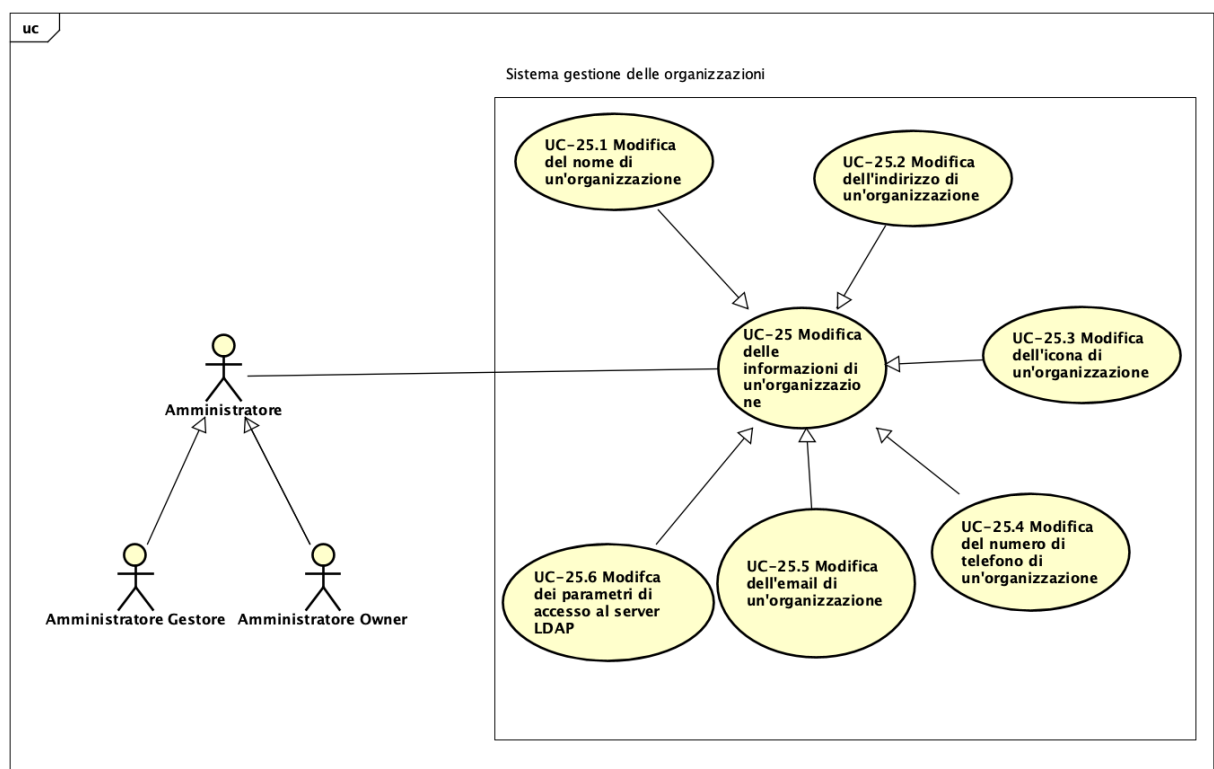 uc
Sistema gestione delle organizzazioni
UC-25.1 Modifica
del nome di
un'organizzazione
UC-25.2 Modifica
dell'indirizzo di
un'organizzazione
UC-25 Modifica
delle
informazioni di
un'organizzazio
ne
UC-25.3 Modifica
dell'icona di
un'organizzazione
Amministratore
UC-25.4 Modifica
del numero di
telefono di
un'organizzazione
UC-25.5 Modifica
dell'email di
un'organizzazione
UC-25.6 Modifca
dei parametri di
accesso al server
LDAP
Amministratore Gestore
Amministratore Owner